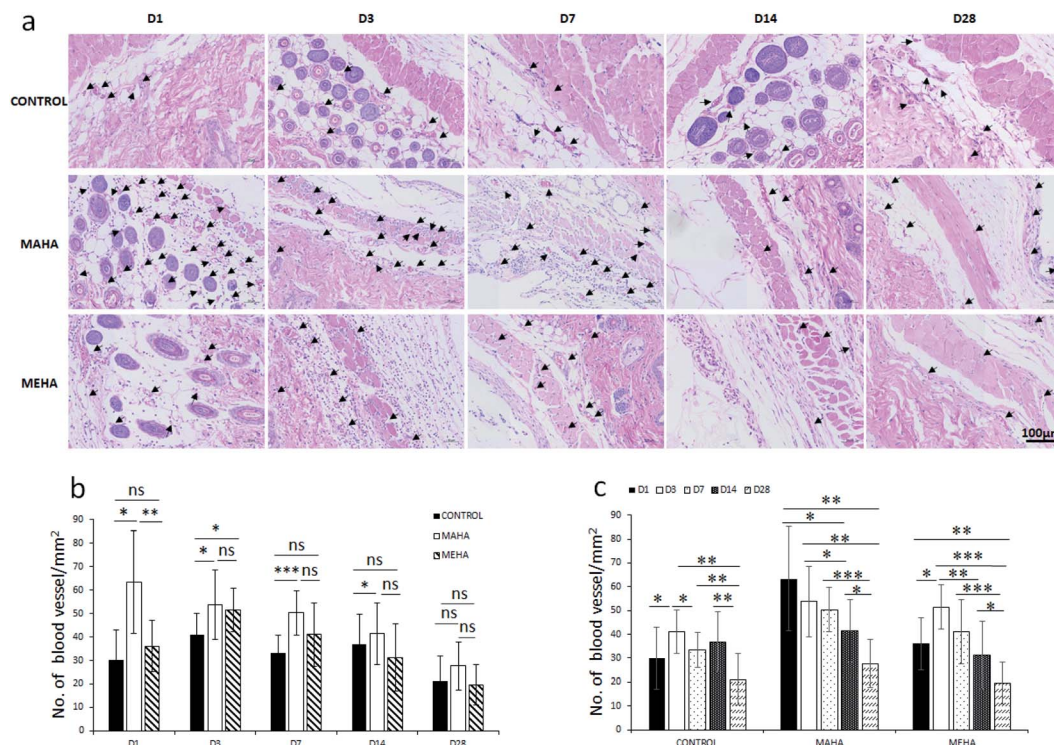 a
D1 D3 D7 D14 D28
CONTROL
MAHA
MEHA
100µm
b
No. of blood vessel/mm²
90
80
70
60
50
40
30
20
10
0
ns
* **
*
* ns
ns
*** ns
ns
* ns
ns
ns ns
CONTROL
MAHA
MEHA
D1 D3 D7 D14 D28
c
D1 D3 D7 D14 D28
No. of blood vessel/mm²
90
80
70
60
50
40
30
20
10
0
**
**
* * **
**
*
**
*
***
*
**
***
* **
***
*
CONTROL MAHA MEHA